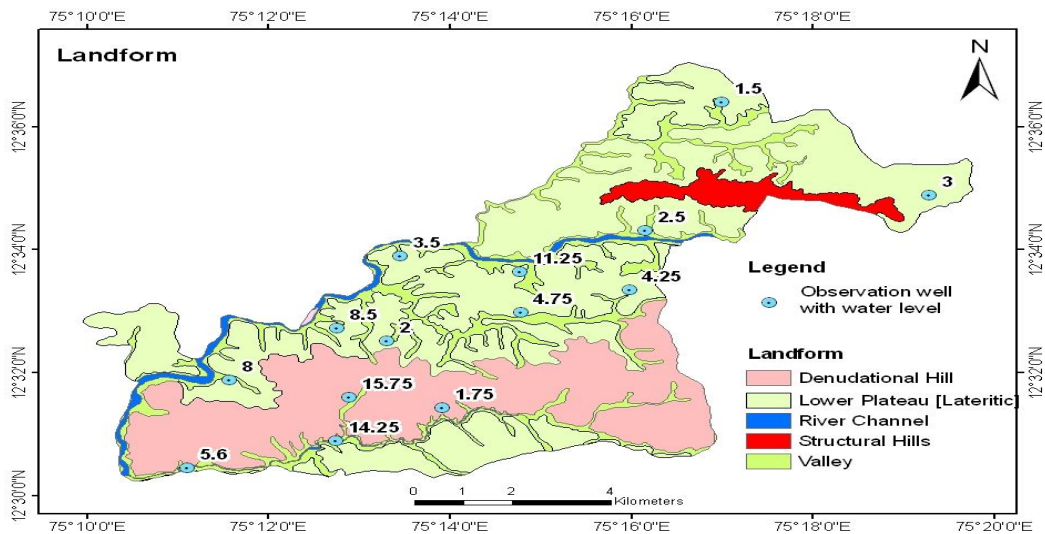 75°10'0"E 75°12'0"E 75°14'0"E 75°16'0"E 75°18'0"E 75°20'0"E
Landform
N
1.5
12°36'0"N 12°36'0"N
3
2.5
12°34'0"N 12°34'0"N
3.5
11.25
4.25
4.75
8.5
2
Legend
Observation well
with water level
12°32'0"N 12°32'0"N
8
15.75
1.75
14.25
5.6
Landform
Denudational Hill
Lower Plateau [Lateritic]
River Channel
Structural Hills
Valley
12°30'0"N 12°30'0"N
0 1 2 4
Kilometers
75°10'0"E 75°12'0"E 75°14'0"E 75°16'0"E 75°18'0"E 75°20'0"E